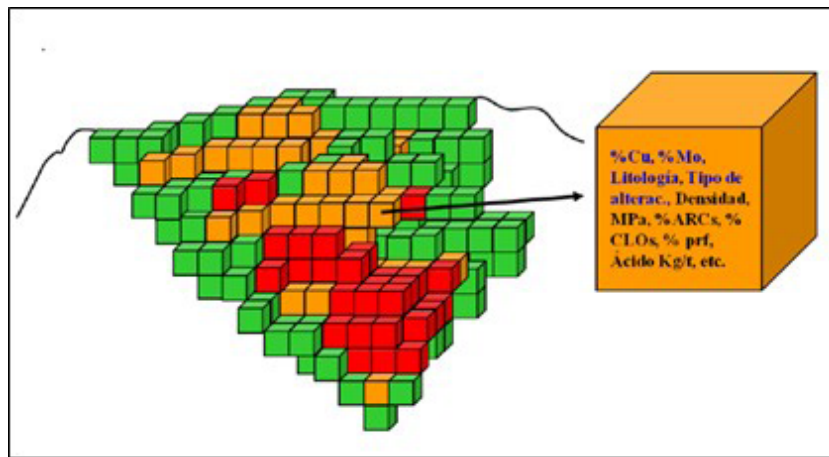 %Cu, %Mo,
Litología, Tipo de
alterac., Densidad,
MPa, %ARCs, %
CLOs, % prf,
Ácido Kg/t, etc.